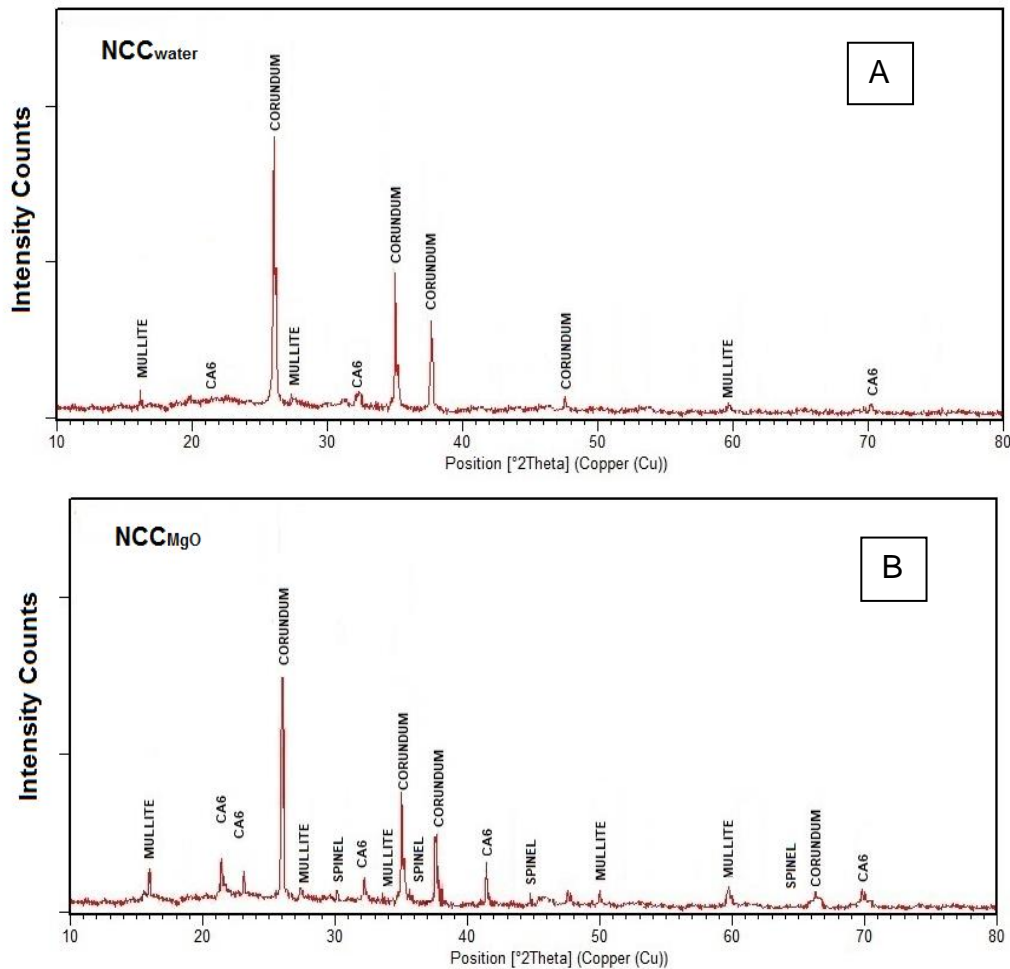 NCCwater
A
Intensity Counts
MULLITE
CA6
CORUNDUM
MULLITE
CA6
CORUNDUM
CORUNDUM
CORUNDUM
MULLITE
CA6
10 20 30 40 50 60 70 80
Position [°2Theta] (Copper (Cu))
NCCMgO
B
Intensity Counts
MULLITE
CA6
CA6
CORUNDUM
MULLITE
SPINEL
CA6
MULLITE
CORUNDUM
SPINEL
CORUNDUM
CA6
SPINEL
MULLITE
MULLITE
SPINEL
CORUNDUM
CA6
10 20 30 40 50 60 70 80
Position [°2Theta] (Copper (Cu))